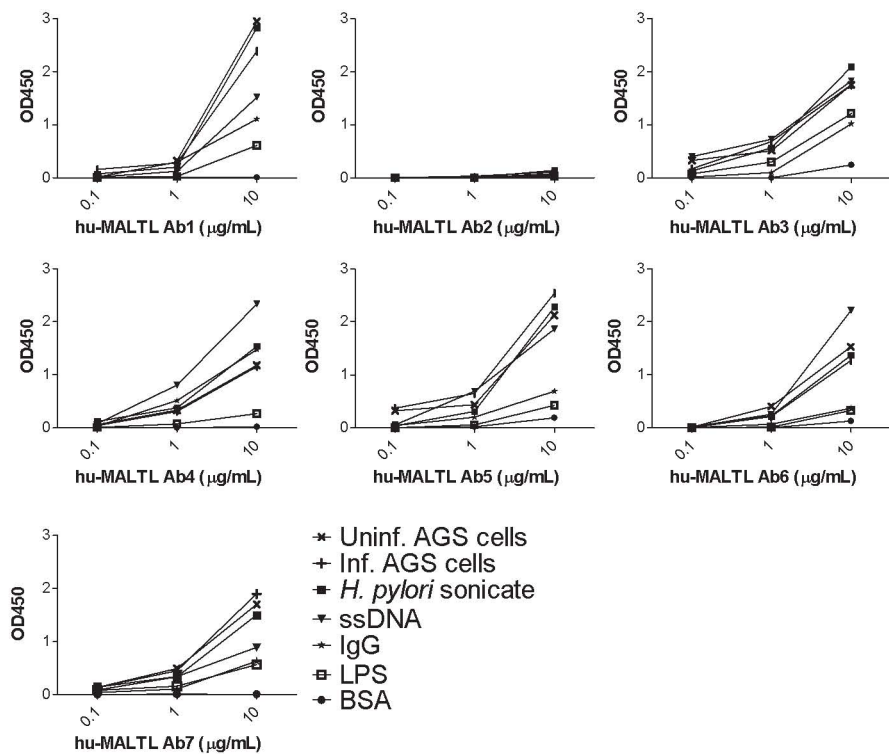 3
2
1
0
OD450
0.1
1
10
hu-MALTL Ab1 (μg/mL)
3
2
1
0
OD450
0.1
1
10
hu-MALTL Ab2 (μg/mL)
3
2
1
0
OD450
0.1
1
10
hu-MALTL Ab3 (μg/mL)
3
2
1
0
OD450
0.1
1
10
hu-MALTL Ab4 (μg/mL)
3
2
1
0
OD450
0.1
1
10
hu-MALTL Ab5 (μg/mL)
3
2
1
0
OD450
0.1
1
10
hu-MALTL Ab6 (μg/mL)
3
2
1
0
OD450
0.1
1
10
hu-MALTL Ab7 (μg/mL)
Uninf. AGS cells
Inf. AGS cells
H. pylori sonicate
ssDNA
IgG
LPS
BSA